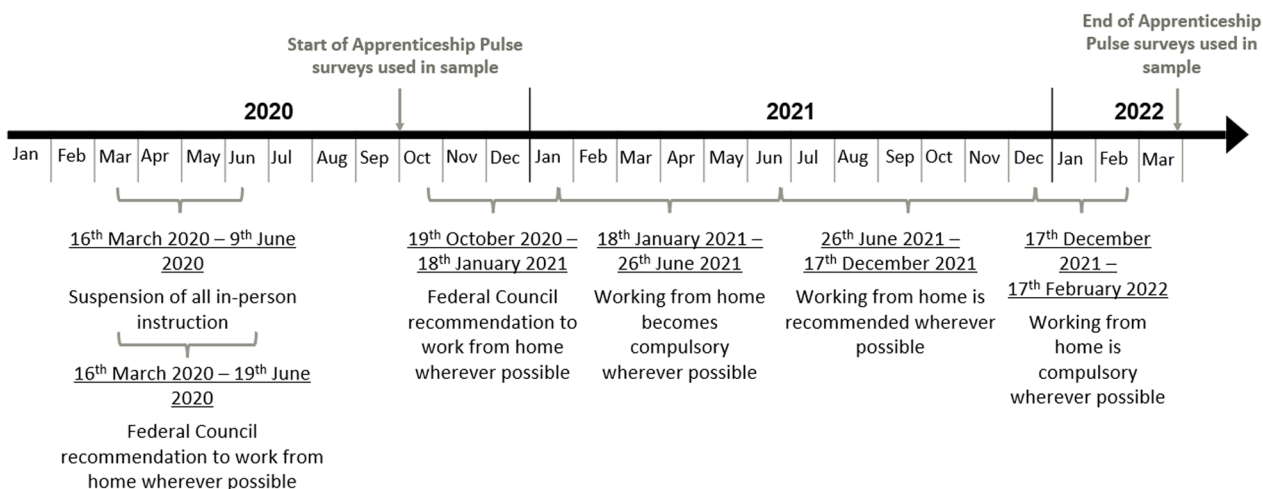 Start of Apprenticeship Pulse
surveys used in sample
End of Apprenticeship
Pulse surveys used in
sample
2020
2021
2022
Jan Feb Mar Apr May Jun Jul Aug Sep Oct Nov Dec Jan Feb Mar Apr May Jun Jul Aug Sep Oct Nov Dec Jan Feb Mar
16th March 2020 – 9th June
2020
Suspension of all in-person
instruction
16th March 2020 – 19th June
2020
Federal Council
recommendation to work from
home wherever possible
19th October 2020 –
18th January 2021
Federal Council
recommendation to
work from home
wherever possible
18th January 2021 –
26th June 2021
Working from home
becomes
compulsory
wherever possible
26th June 2021 –
17th December 2021
Working from home is
recommended wherever
possible
17th December
2021 –
17th February 2022
Working from
home is
compulsory
wherever possible